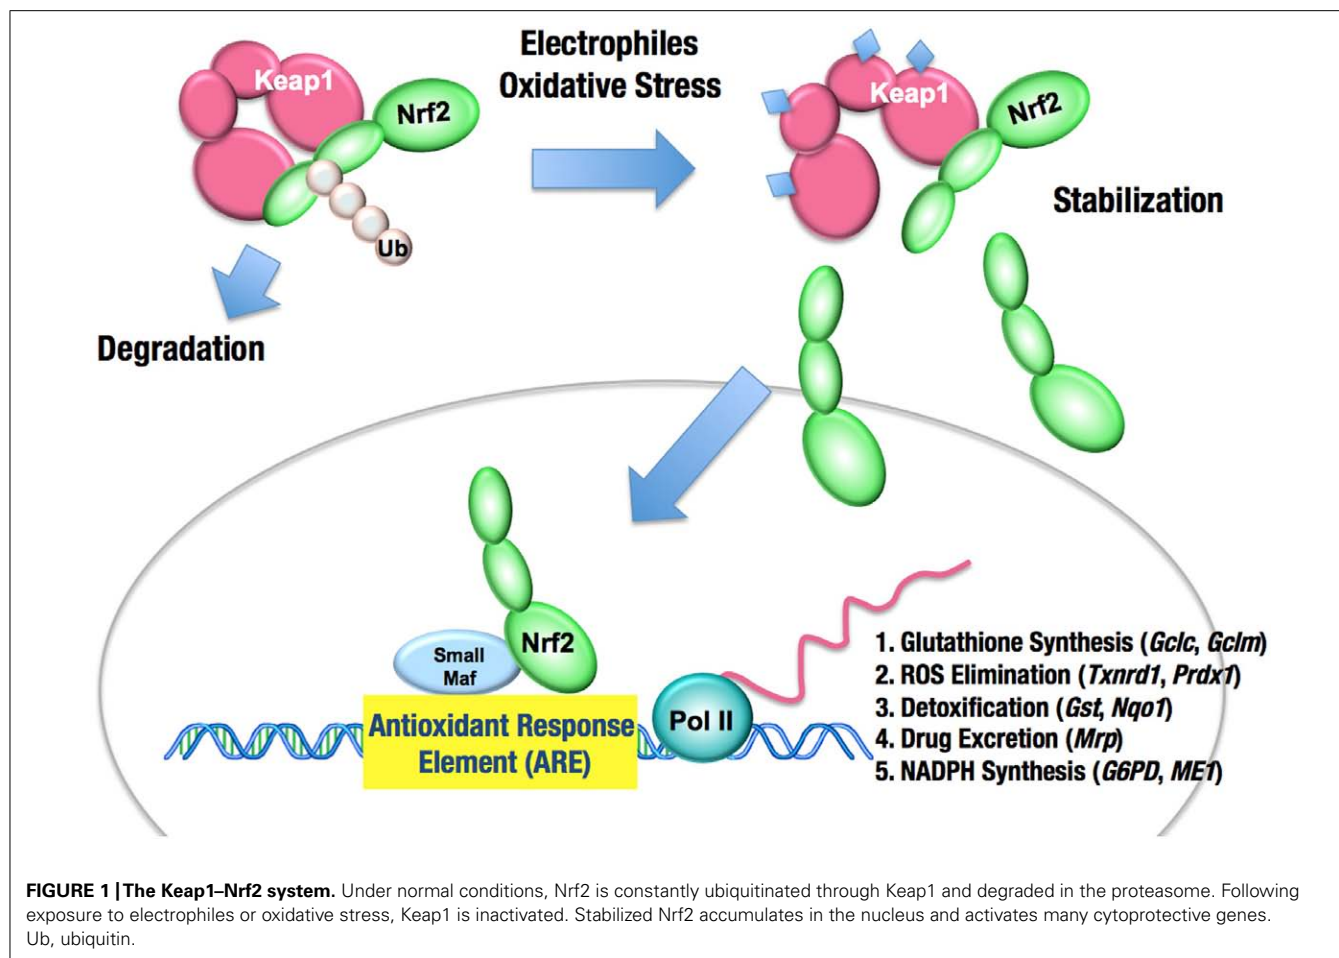 Electrophiles
Oxidative Stress
Keap1
Nrf2
Ub
Degradation
Keap1
Nrf2
Stabilization
Nrf2
Small
Maf
Antioxidant Response
Element (ARE)
Pol II
1. Glutathione Synthesis (Gclc, Gclm)
2. ROS Elimination (Txnrd1, Prdx1)
3. Detoxification (Gst, Nqo1)
4. Drug Excretion (Mrp)
5. NADPH Synthesis (G6PD, ME1)
FIGURE 1 | The Keap1–Nrf2 system. Under normal conditions, Nrf2 is constantly ubiquitinated through Keap1 and degraded in the proteasome. Following
exposure to electrophiles or oxidative stress, Keap1 is inactivated. Stabilized Nrf2 accumulates in the nucleus and activates many cytoprotective genes.
Ub, ubiquitin.